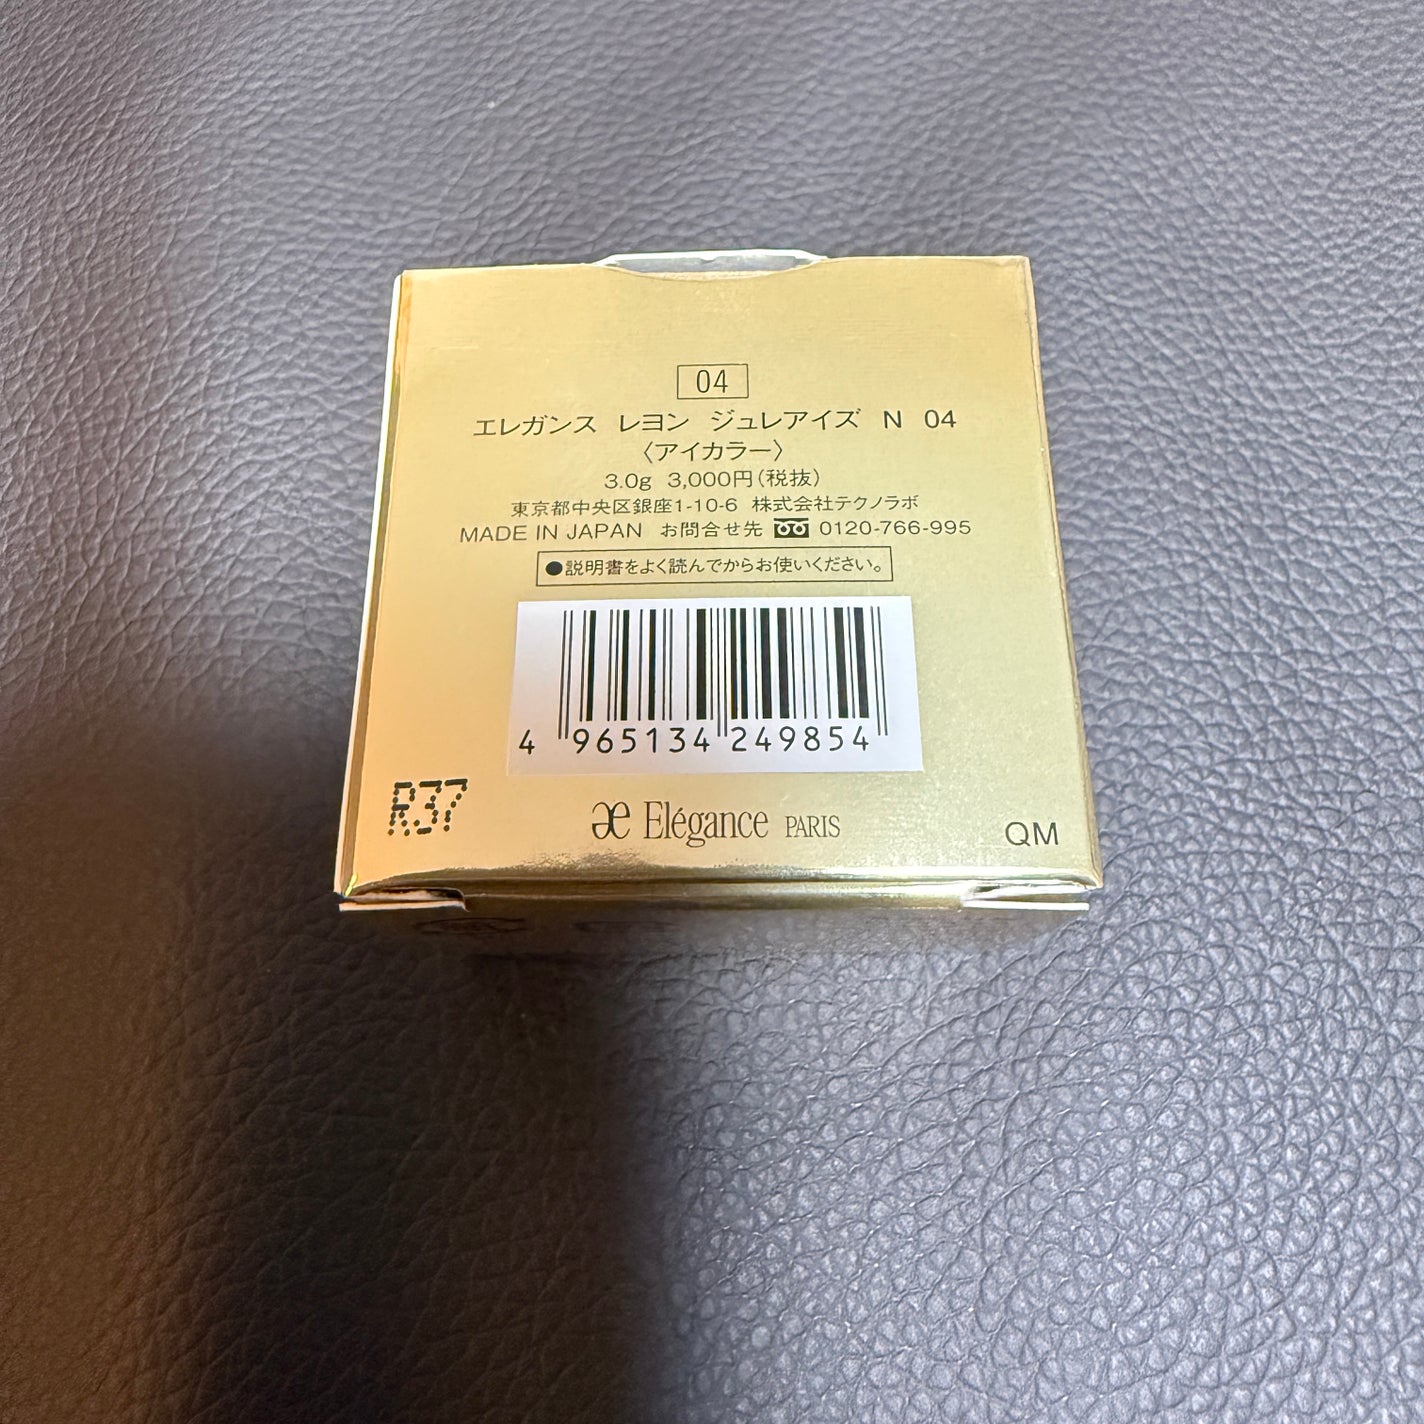 04
エレガンス レヨン ジュレアイズ N 04
〈アイカラー〉
3.0g 3,000円(税抜)
東京都中央区銀座1-10-6 株式会社テクノラボ
MADE IN JAPAN お問合せ先 0120-766-995
●説明書をよく読んでからお使いください。
4 965134 249854
R37
æ Elégance PARIS
QM